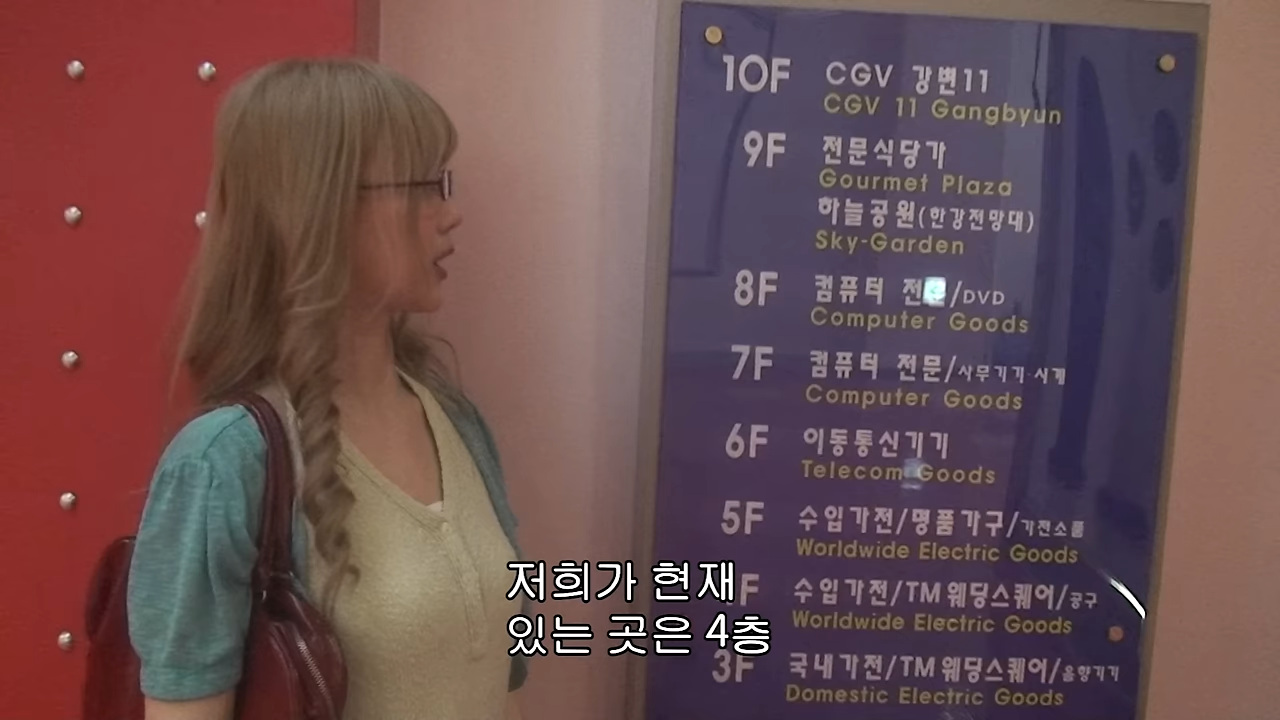 10F CGV 강변11
CGV 11 Gangbyun
9F 전문식당가
Gourmet Plaza
하늘공원(한강전망대)
Sky-Garden
8F 컴퓨터 전문/DVD
Computer Goods
7F 컴퓨터 전문/사무기기·시계
Computer Goods
6F 이동통신기기
Telecom Goods
5F 수입가전/명품가구/가전소품
Worldwide Electric Goods
F 수입가전/TM웨딩스퀘어/공구
Worldwide Electric Goods
3F 국내가전/TM웨딩스퀘어/음향기기
Domestic Electric Goods
저희가 현재
있는 곳은 4층